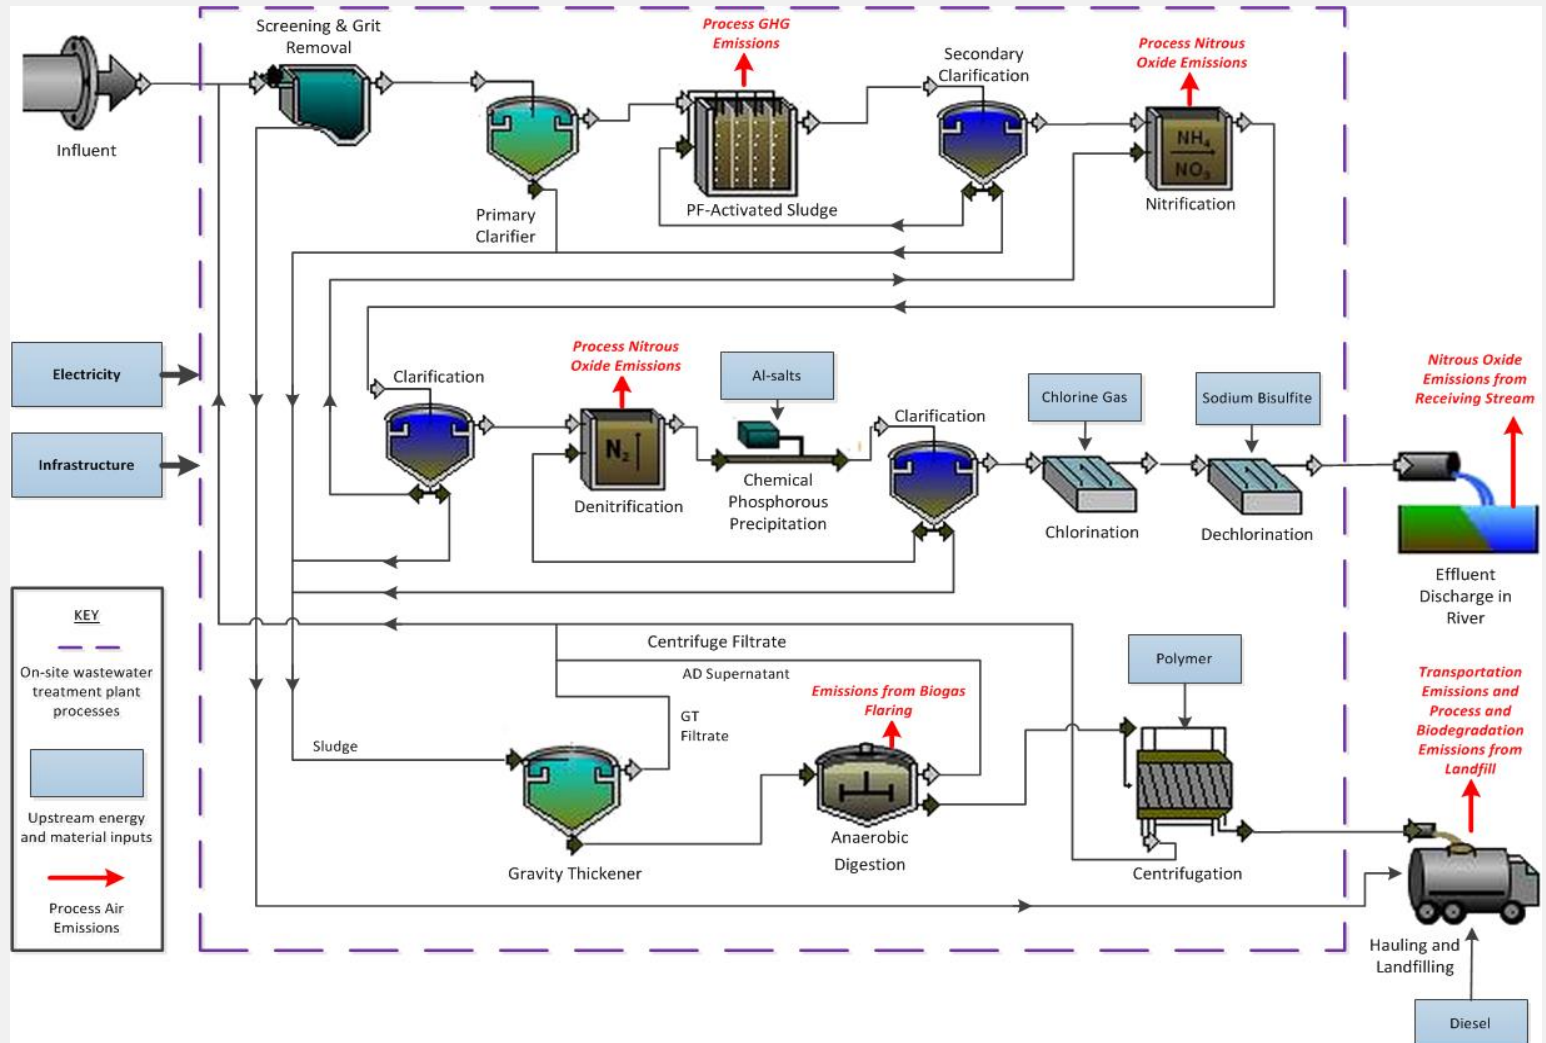 Screening & Grit
Removal
Process GHG
Emissions
Secondary
Clarification
Process Nitrous
Oxide Emissions
Influent
NH4
NO3
Primary
Clarifier
PF-Activated Sludge
Nitrification
Electricity
Infrastructure
Clarification
Process Nitrous
Oxide Emissions
Al-salts
Clarification
Chlorine Gas
Sodium Bisulfite
Nitrous Oxide
Emissions from
Receiving Stream
N2
Denitrification
Chemical
Phosphorous
Precipitation
Chlorination
Dechlorination
Effluent
Discharge in
River
KEY
On-site wastewater
treatment plant
processes
Upstream energy
and material inputs
Process Air
Emissions
Centrifuge Filtrate
AD Supernatant
GT
Filtrate
Emissions from Biogas
Flaring
Polymer
Transportation
Emissions and
Process and
Biodegradation
Emissions from
Landfill
Sludge
Gravity Thickener
Anaerobic
Digestion
Centrifugation
Hauling and
Landfilling
Diesel